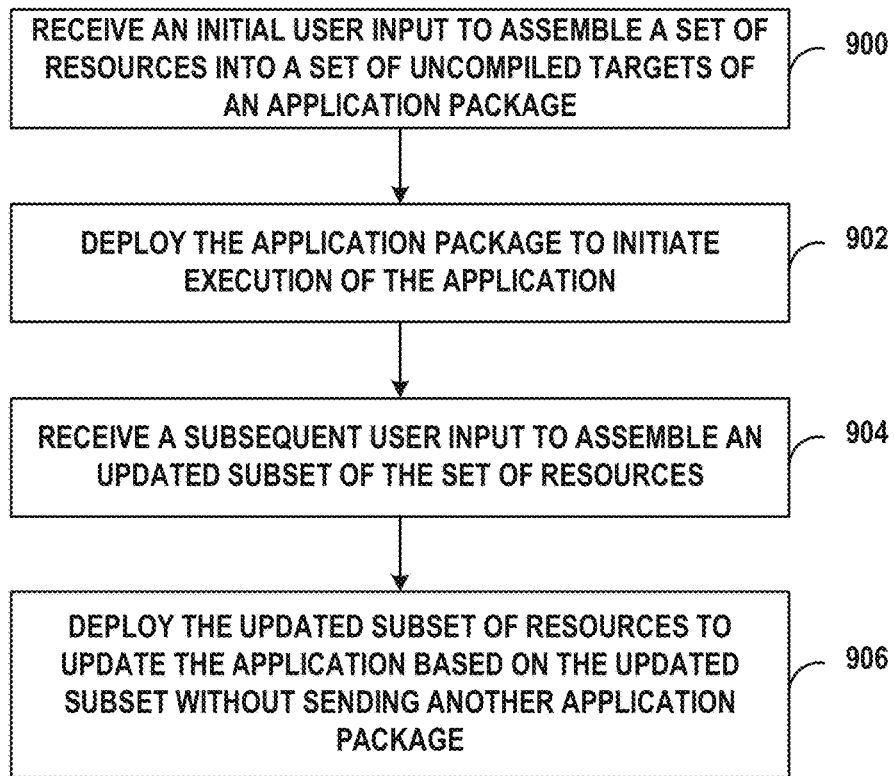 RECEIVE AN INITIAL USER INPUT TO ASSEMBLE A SET OF
RESOURCES INTO A SET OF UNCOMPILED TARGETS OF
AN APPLICATION PACKAGE
900
DEPLOY THE APPLICATION PACKAGE TO INITIATE
EXECUTION OF THE APPLICATION
902
RECEIVE A SUBSEQUENT USER INPUT TO ASSEMBLE AN
UPDATED SUBSET OF THE SET OF RESOURCES
904
DEPLOY THE UPDATED SUBSET OF RESOURCES TO
UPDATE THE APPLICATION BASED ON THE UPDATED
SUBSET WITHOUT SENDING ANOTHER APPLICATION
PACKAGE
906